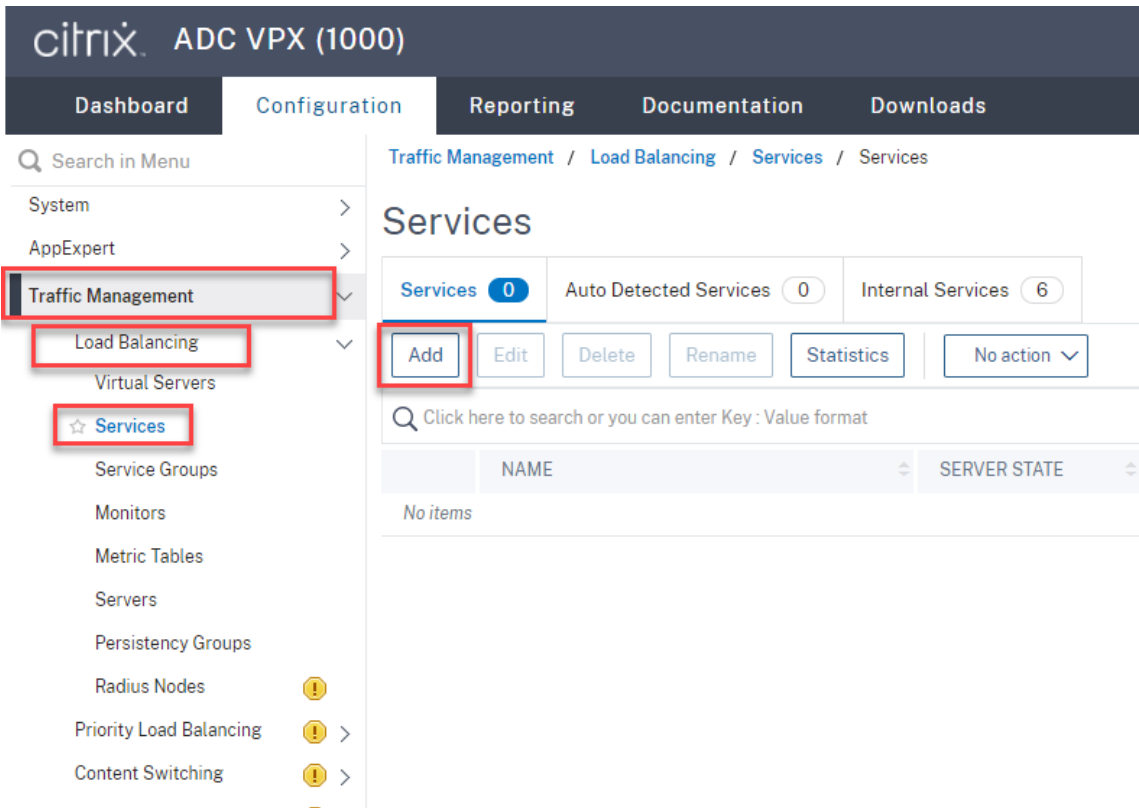 citrix. ADC VPX (1000)
Dashboard Configuration Reporting Documentation Downloads
Search in Menu
System
AppExpert
Traffic Management
Load Balancing
Virtual Servers
Services
Service Groups
Monitors
Metric Tables
Servers
Persistency Groups
Radius Nodes
Priority Load Balancing
Content Switching
Traffic Management / Load Balancing / Services / Services
Services
Services 0 Auto Detected Services 0 Internal Services 6
Add Edit Delete Rename Statistics No action
Click here to search or you can enter Key : Value format
NAME SERVER STATE
No items